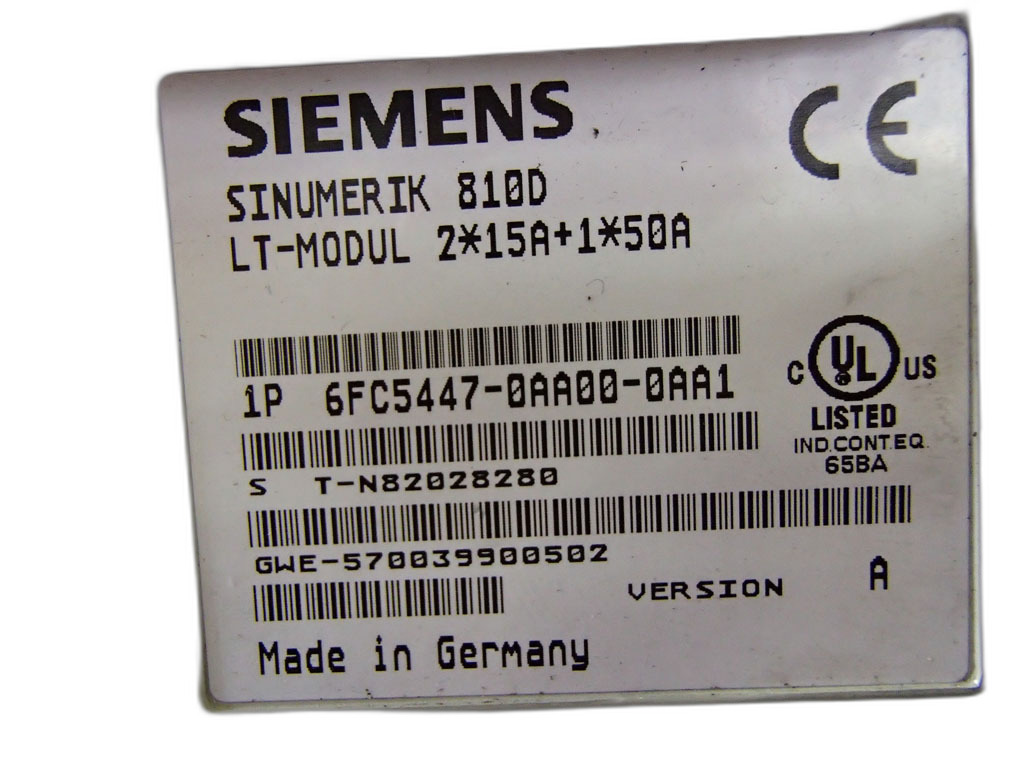 SIEMENS
CE
SINUMERIK 810D
LT-MODUL 2*15A+1*50A
1P 6FC5447-0AA00-0AA1
C UL US
LISTED
IND.CONT.EQ.
65BA
S T-N82028280
GWE-570039900502
VERSION A
Made in Germany